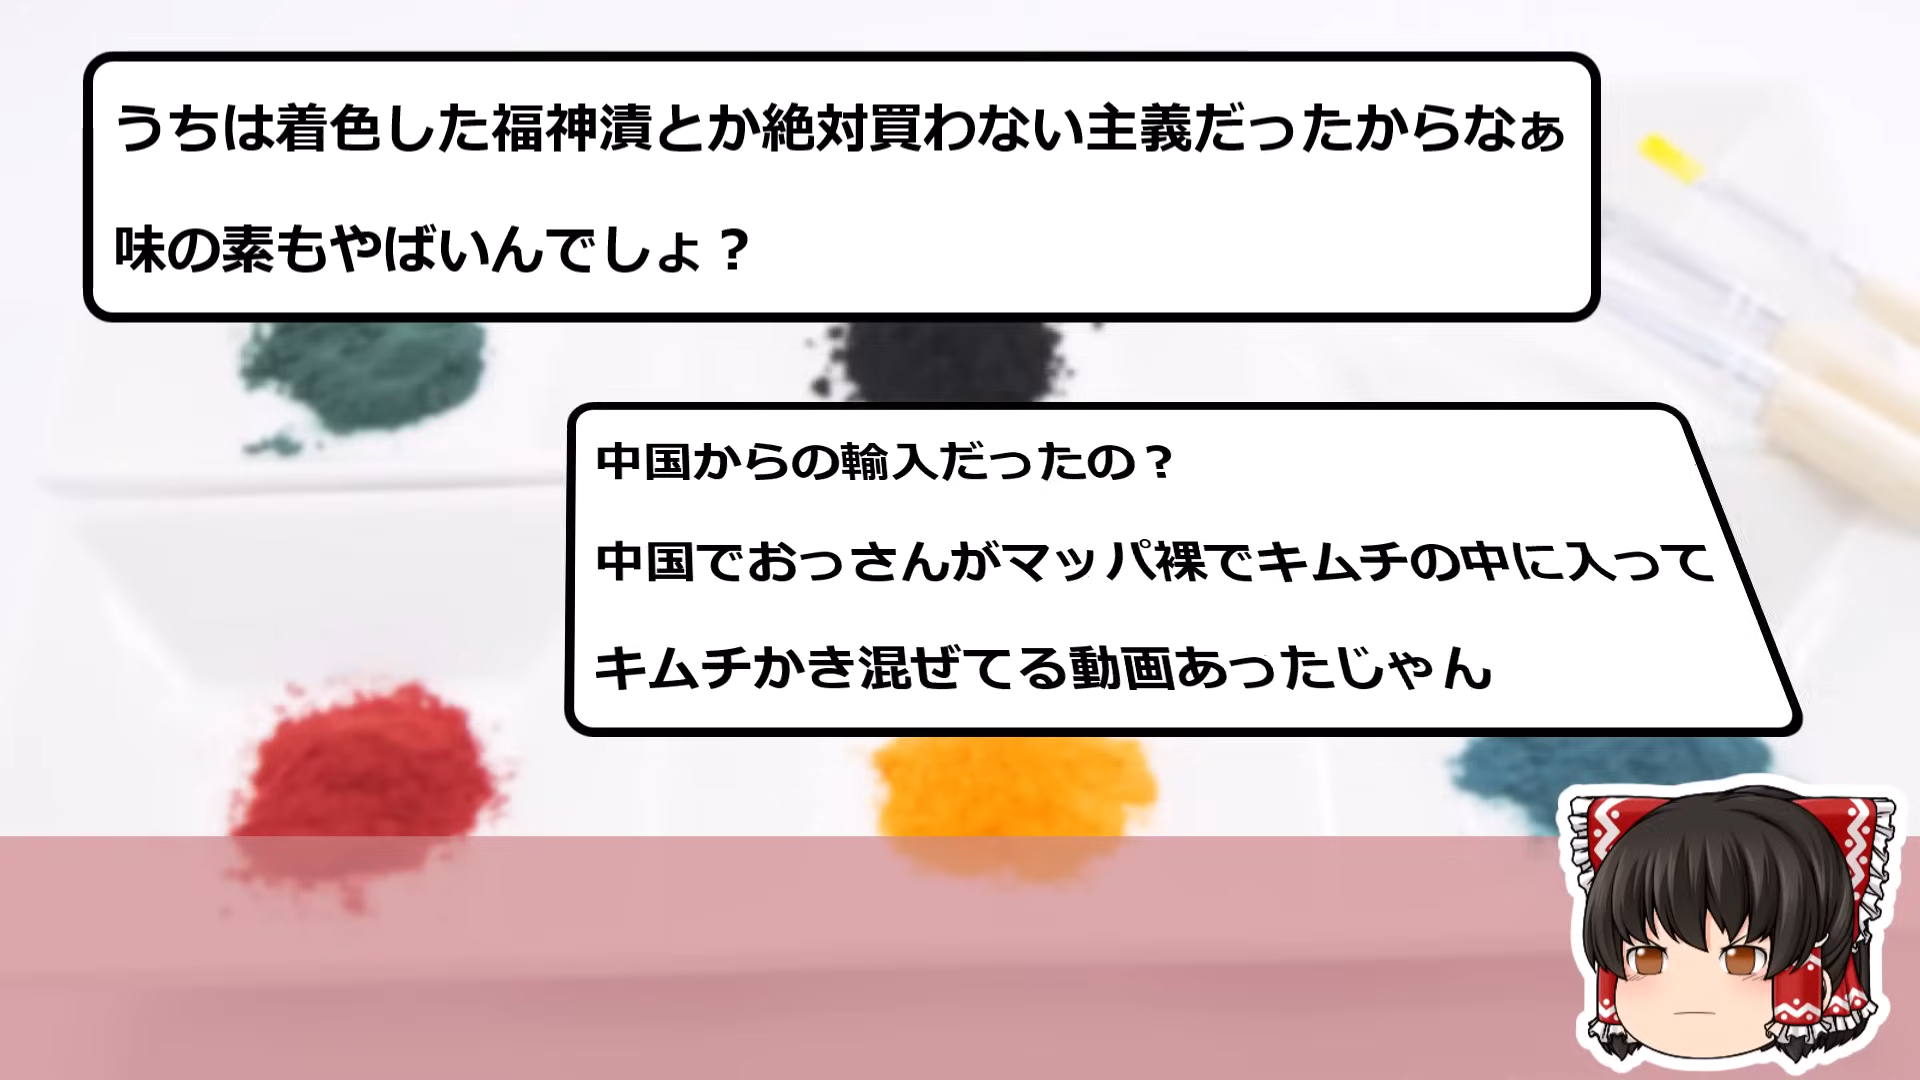 うちは着色した福神漬とか絶対買わない主義だったからなぁ
味の素もやばいんでしょ？
中国からの輸入だったの？
中国でおっさんがマッパ裸でキムチの中に入って
キムチかき混ぜてる動画あったじゃん